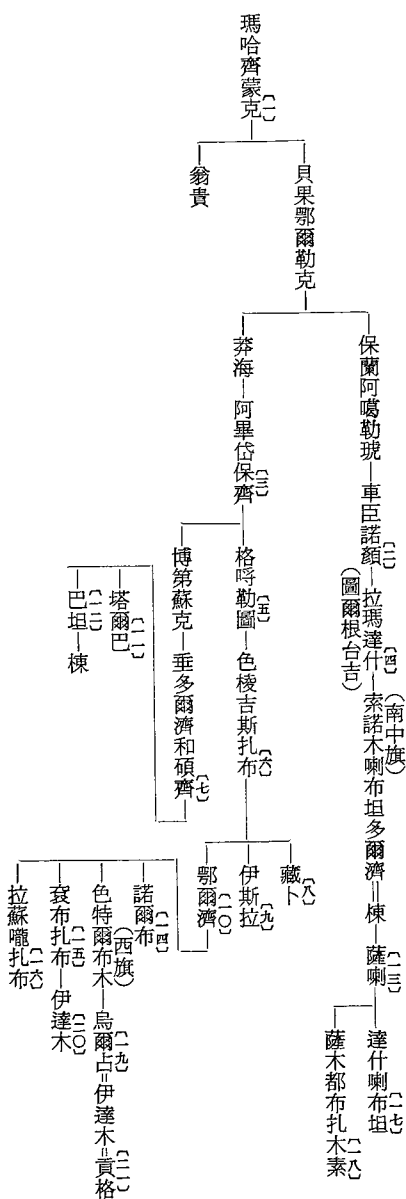 瑪哈齊蒙克〔一〕
貝果鄂爾勒克
翁貴
保蘭阿噶勒琥—車臣諾顏〔二〕—拉瑪達什〔四〕(圖爾根台吉)—索諾木喇布坦多爾濟(南中旗)=棟—薩喇〔一三〕
達什喇布坦〔一七〕
薩木都布扎木素〔一八〕
莽海—阿畢岱保齊〔三〕
格哷勒圖〔五〕—色棱吉斯扎布〔六〕
藏卜〔八〕
伊斯拉〔九〕
鄂爾濟〔一〇〕
博第蘇克—垂多爾濟和碩齊〔七〕
塔爾巴〔一一〕
巴坦〔一二〕—棟
諾爾布〔一四〕
色特爾布木(西旗)—烏爾占〔一九〕=伊達木=貢格〔二一〕
袞布扎布〔一五〕—伊達木〔二〇〕
拉蘇嚨扎布〔一六〕